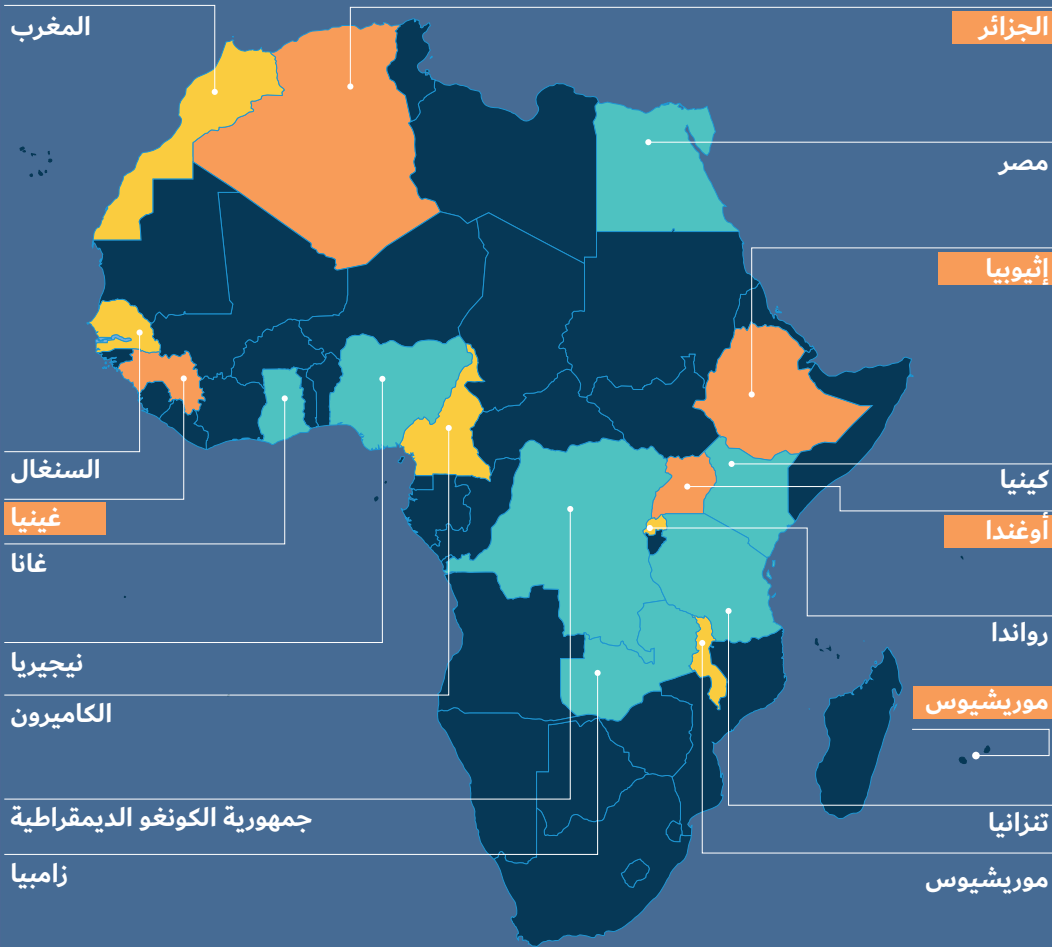 المغرب
الجزائر
مصر
إثيوبيا
السنغال
كينيا
غينيا
أوغندا
غانا
رواندا
نيجيريا
موريشيوس
الكاميرون
جمهورية الكونغو الديمقراطية
تنزانيا
زامبيا
موريشيوس